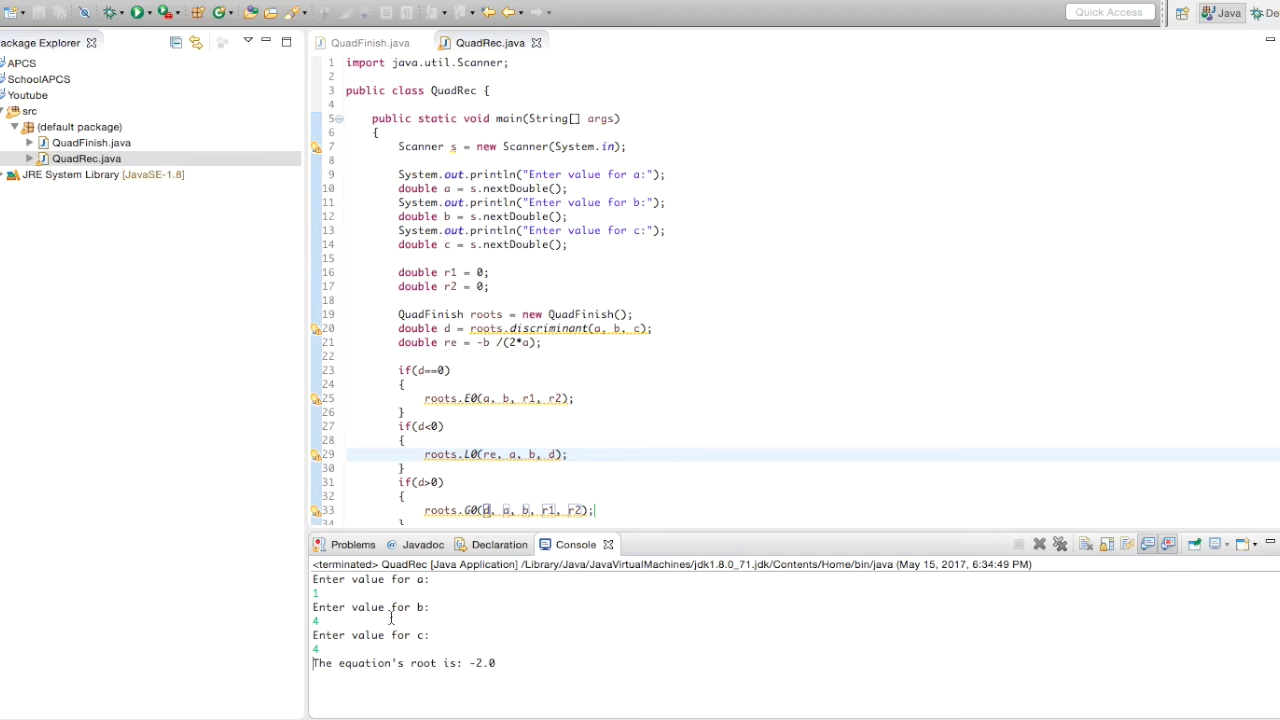 Quick Access
Java
De
Package Explorer
QuadFinish.java
QuadRec.java
APCS
SchoolAPCS
Youtube
src
(default package)
QuadFinish.java
QuadRec.java
JRE System Library [JavaSE-1.8]
1 import java.util.Scanner;
2
3 public class QuadRec {
4
5 public static void main(String[] args)
6 {
7 Scanner s = new Scanner(System.in);
8
9 System.out.println("Enter value for a:");
10 double a = s.nextDouble();
11 System.out.println("Enter value for b:");
12 double b = s.nextDouble();
13 System.out.println("Enter value for c:");
14 double c = s.nextDouble();
15
16 double r1 = 0;
17 double r2 = 0;
18
19 QuadFinish roots = new QuadFinish();
20 double d = roots.discriminant(a, b, c);
21 double re = -b /(2*a);
22
23 if(d==0)
24 {
25 roots.E0(a, b, r1, r2);
26 }
27 if(d<0)
28 {
29 roots.L0(re, a, b, d);
30 }
31 if(d>0)
32 {
33 roots.G0(d, a, b, r1, r2);
34 }
Problems @ Javadoc Declaration Console
<terminated> QuadRec [Java Application] /Library/Java/JavaVirtualMachines/jdk1.8.0_71.jdk/Contents/Home/bin/java (May 15, 2017, 6:34:49 PM)
Enter value for a:
1
Enter value for b:
4
Enter value for c:
4
The equation's root is: -2.0